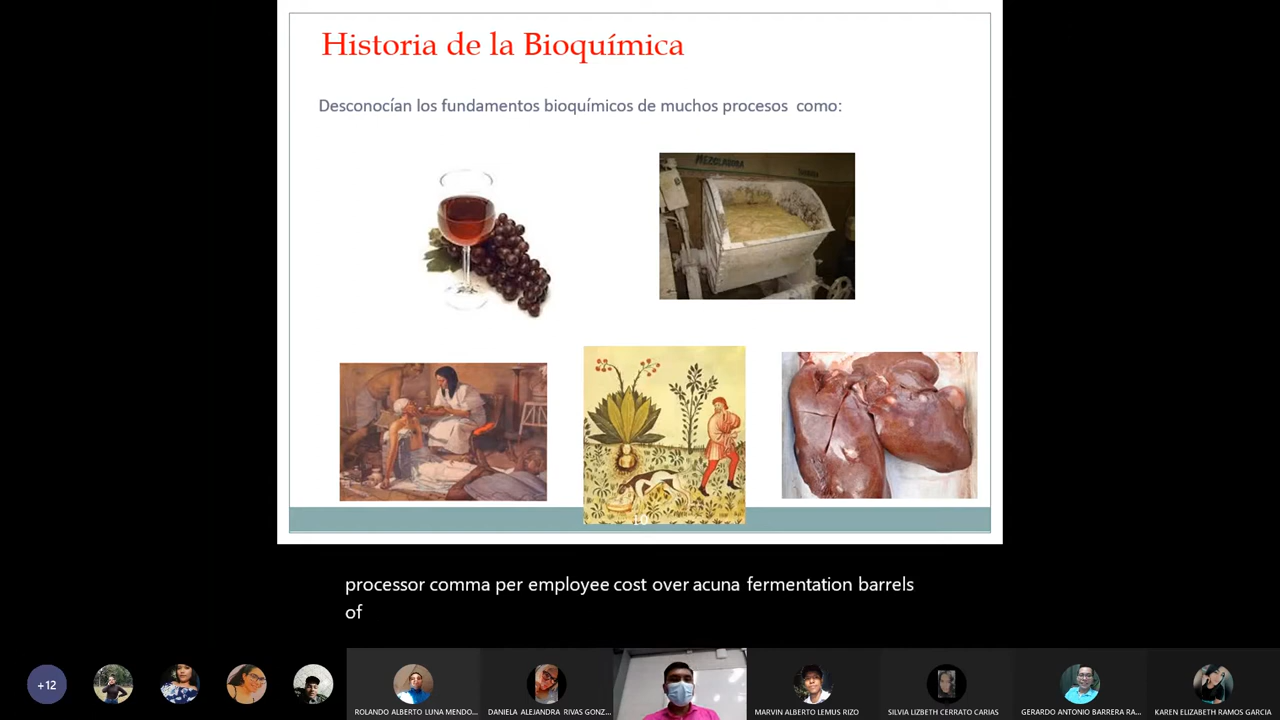 Historia de la Bioquímica
Desconocían los fundamentos bioquímicos de muchos procesos como:
MEZCLADORA
10
processor comma per employee cost over acuna fermentation barrels
of
+12
ROLANDO ALBERTO LUNA MENDO...
DANIELA ALEJANDRA RIVAS GONZ...
MARVIN ALBERTO LEMUS RIZO
SILVIA LIZBETH CERRATO CARIAS
GERARDO ANTONIO BARRERA RA...
KAREN ELIZABETH RAMOS GARCIA